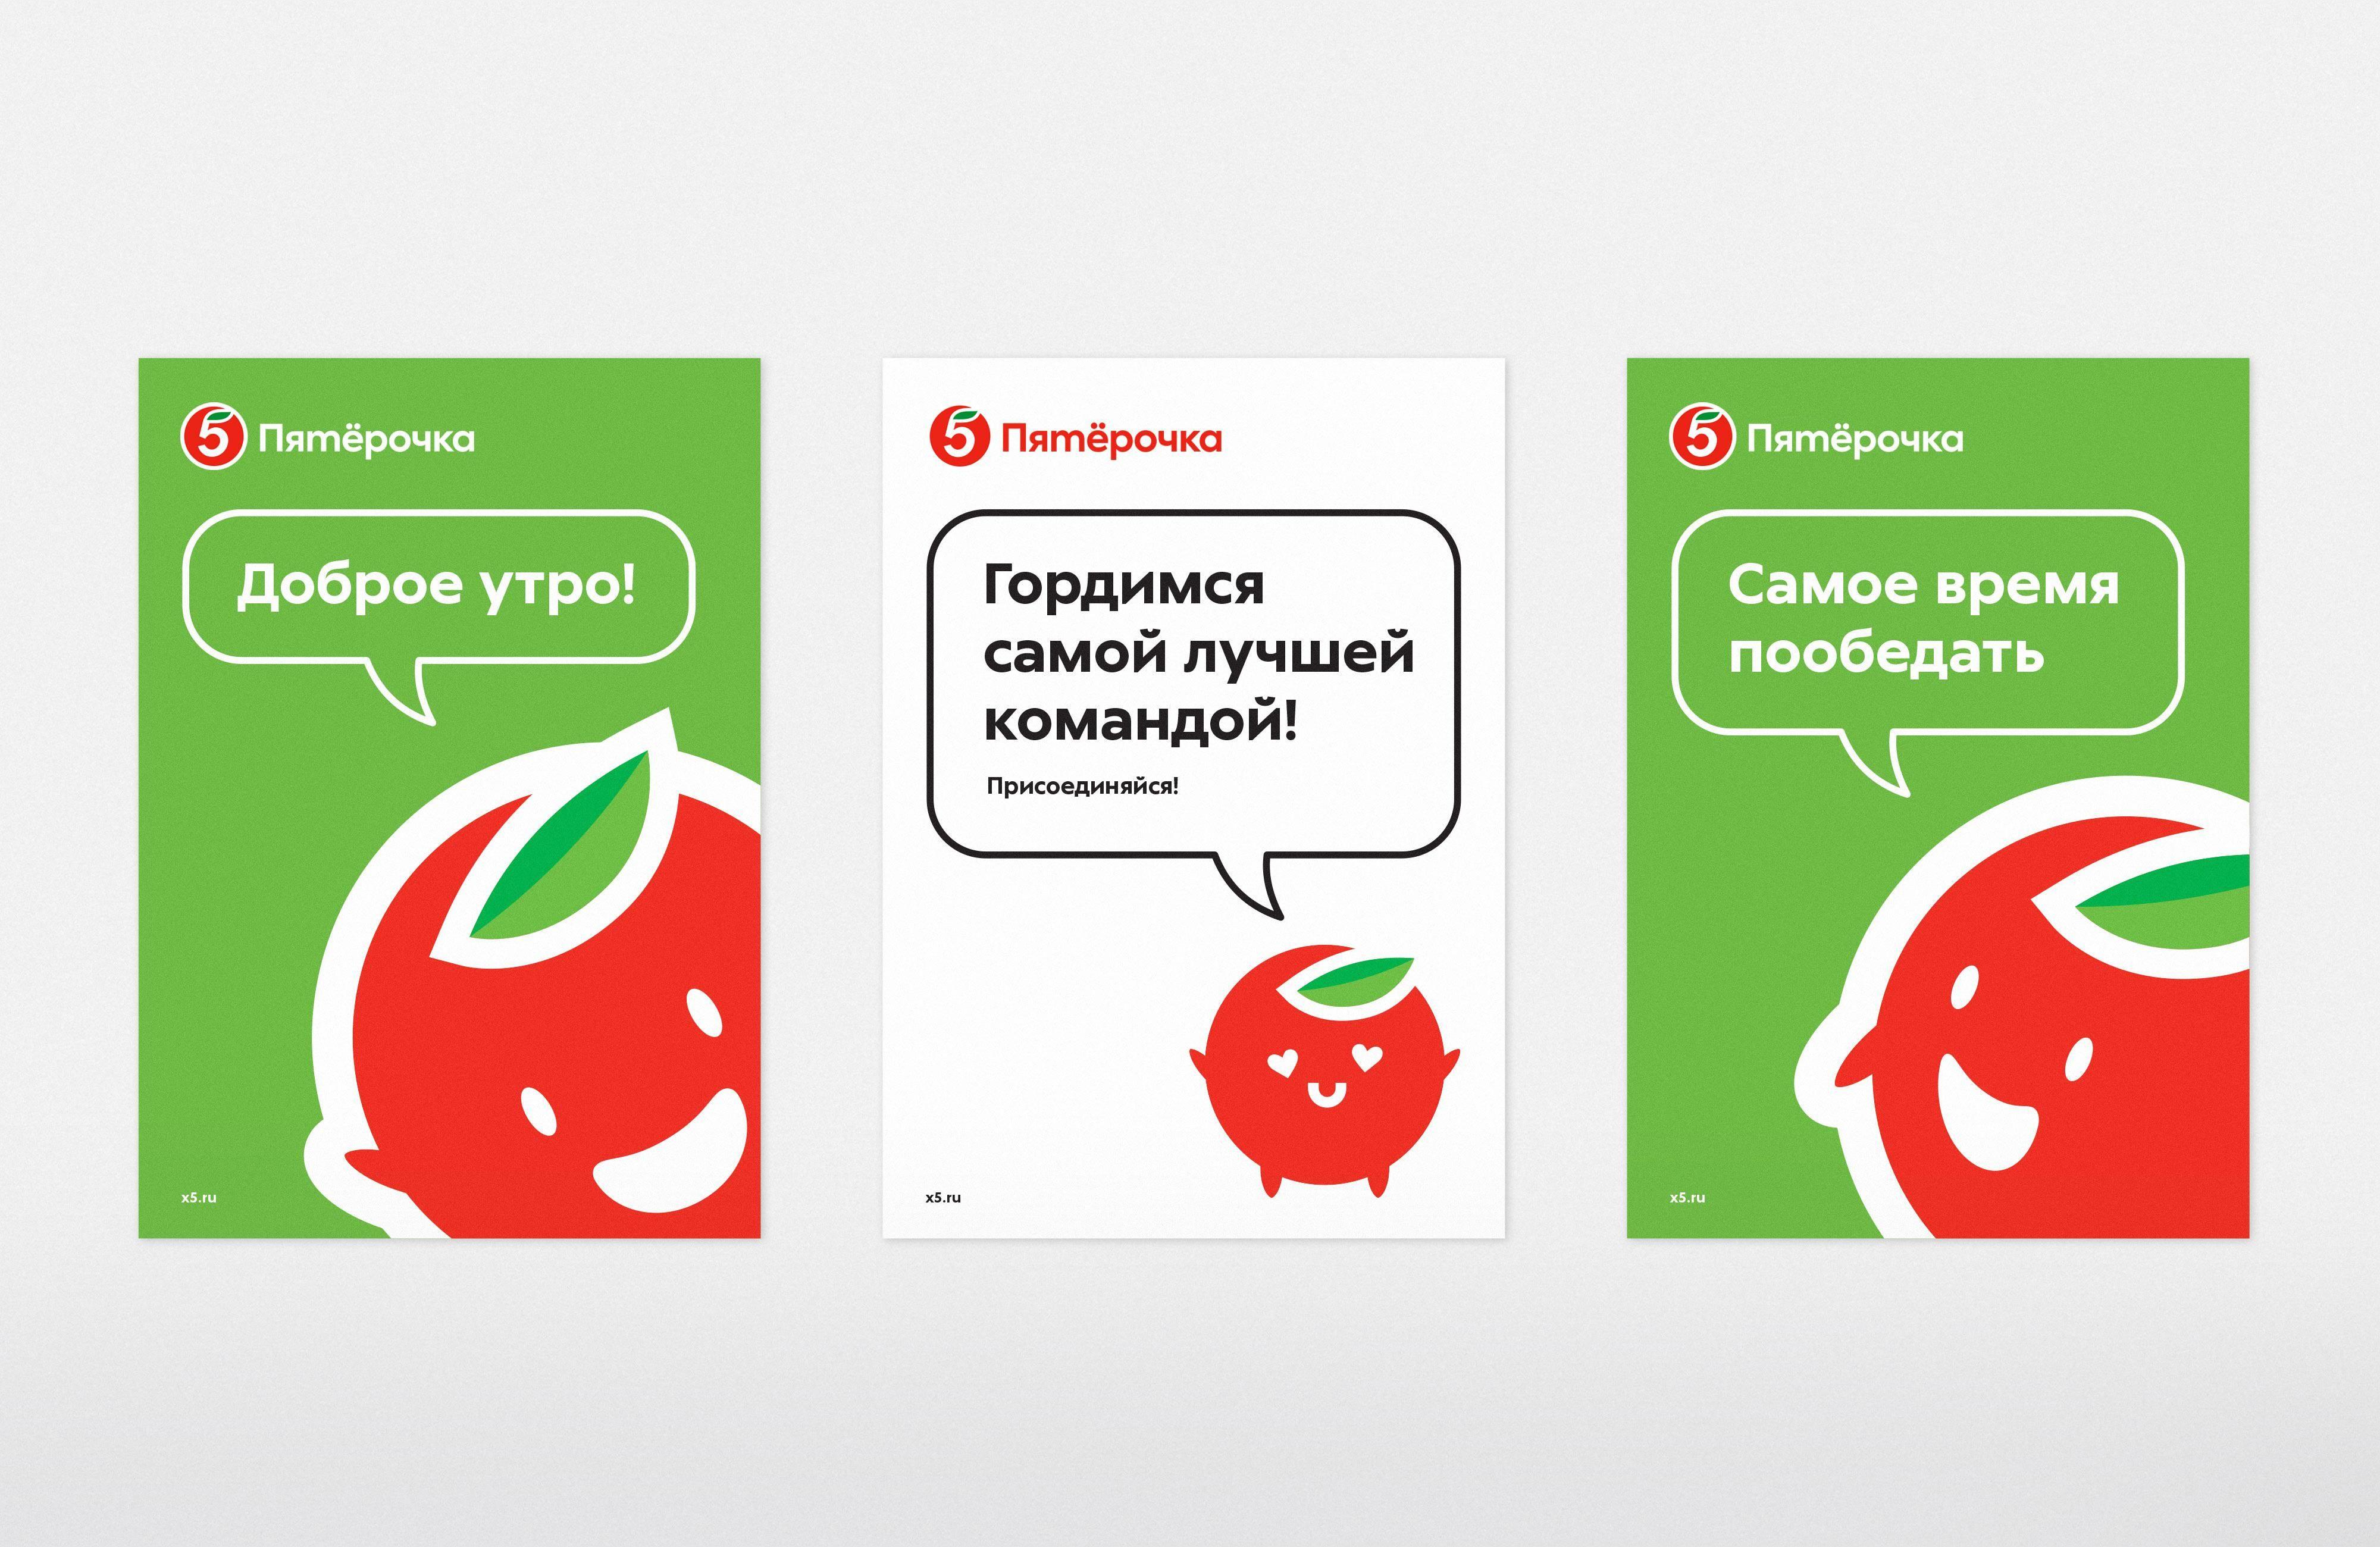 5 Пятёрочка
Доброе утро!
x5.ru
5 Пятёрочка
Гордимся
самой лучшей
командой!
Присоединяйся!
x5.ru
5 Пятёрочка
Самое время
пообедать
x5.ru